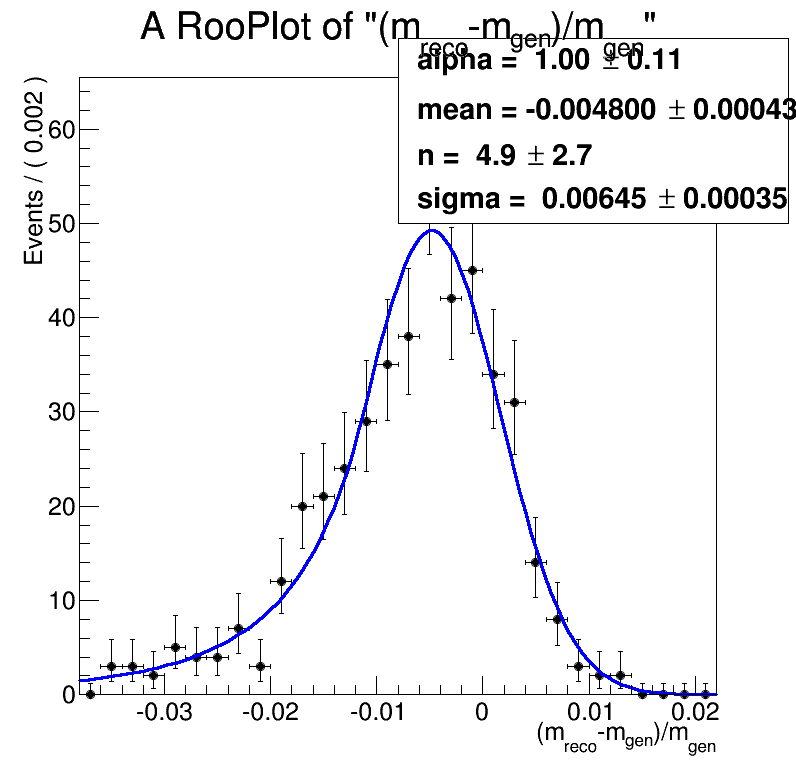 A RooPlot of "(m_reco-m_gen)/m_gen"
alpha = 1.00 ± 0.11
mean = -0.004800 ± 0.00043
n = 4.9 ± 2.7
sigma = 0.00645 ± 0.00035
Events / ( 0.002 )
60
50
40
30
20
10
0
-0.03 -0.02 -0.01 0 0.01 0.02
(m_reco-m_gen)/m_gen